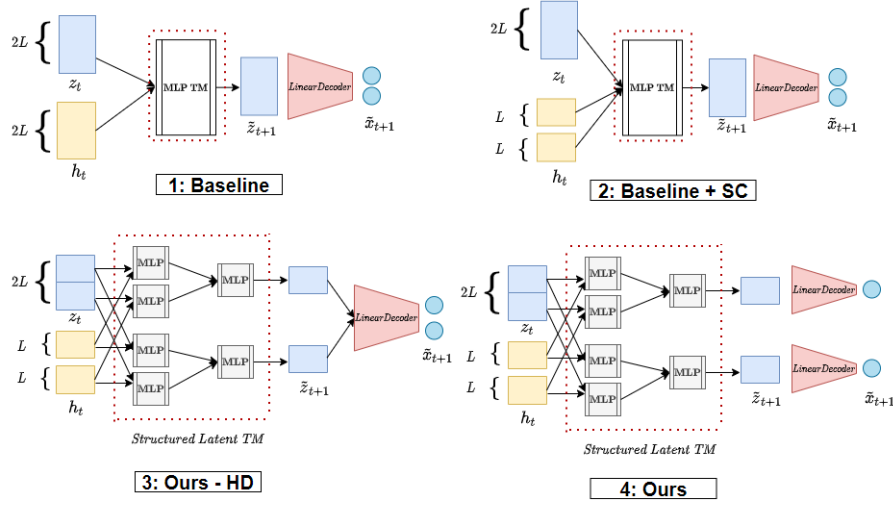 2L {
z_t
2L {
h_t
MLP TM
z̃_{t+1}
LinearDecoder
x̃_{t+1}
1: Baseline
2L {
z_t
L {
L {
h_t
MLP TM
z̃_{t+1}
LinearDecoder
x̃_{t+1}
2: Baseline + SC
2L {
z_t
L {
L {
h_t
MLP
MLP
MLP
MLP
MLP
MLP
z̃_{t+1}
LinearDecoder
x̃_{t+1}
Structured Latent TM
3: Ours - HD
2L {
z_t
L {
L {
h_t
MLP
MLP
MLP
MLP
MLP
MLP
z̃_{t+1}
LinearDecoder
LinearDecoder
x̃_{t+1}
Structured Latent TM
4: Ours